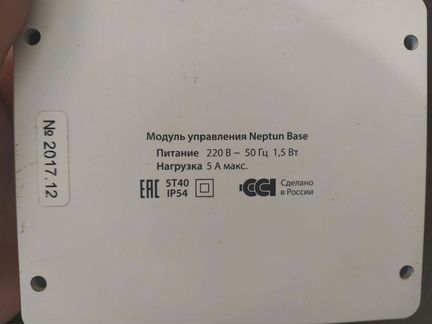 Модуль управления Neptun Base
Питание 220 В ~ 50 Гц 1,5 Вт
Нагрузка 5 А макс.
EAC 5T40
IP54
ССI Сделано
в России
№ 2017.12